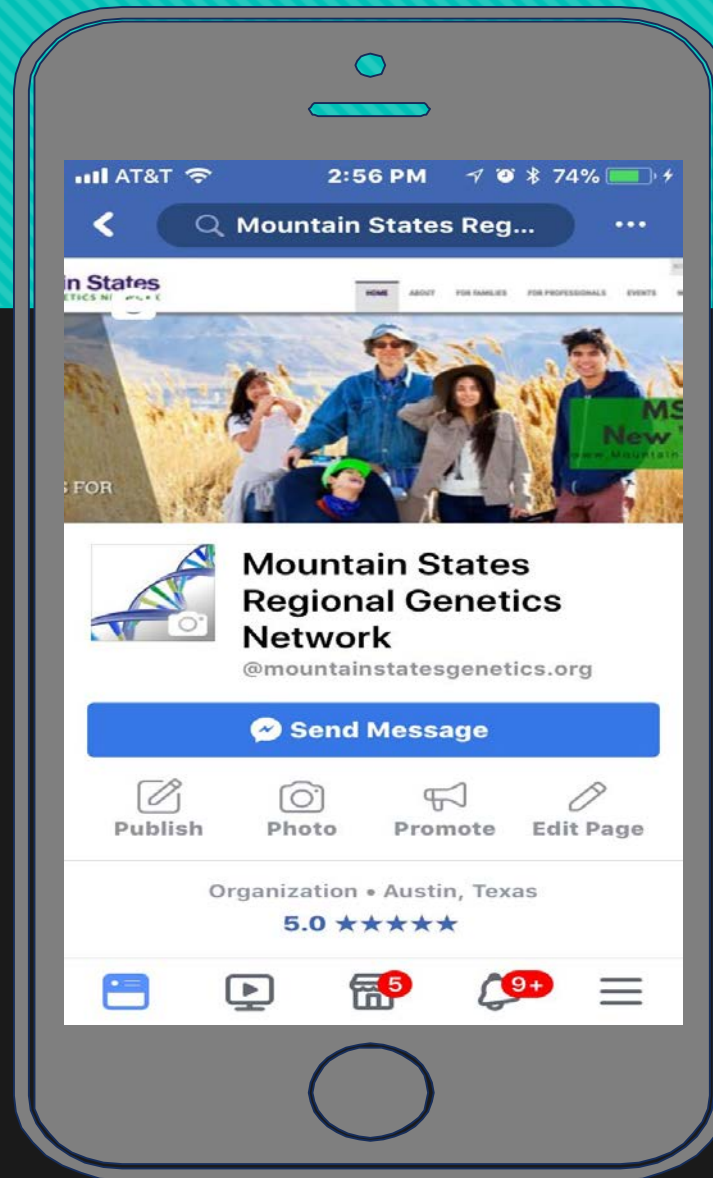 AT&T 2:56 PM 74%
Mountain States Reg...
in States
HOME ABOUT FOR FAMILIES FOR PROFESSIONALS EVENTS
MS
New
www.Mountain
S FOR
Mountain States
Regional Genetics
Network
@mountainstatesgenetics.org
Send Message
Publish Photo Promote Edit Page
Organization • Austin, Texas
5.0 ★★★★★
5 9+